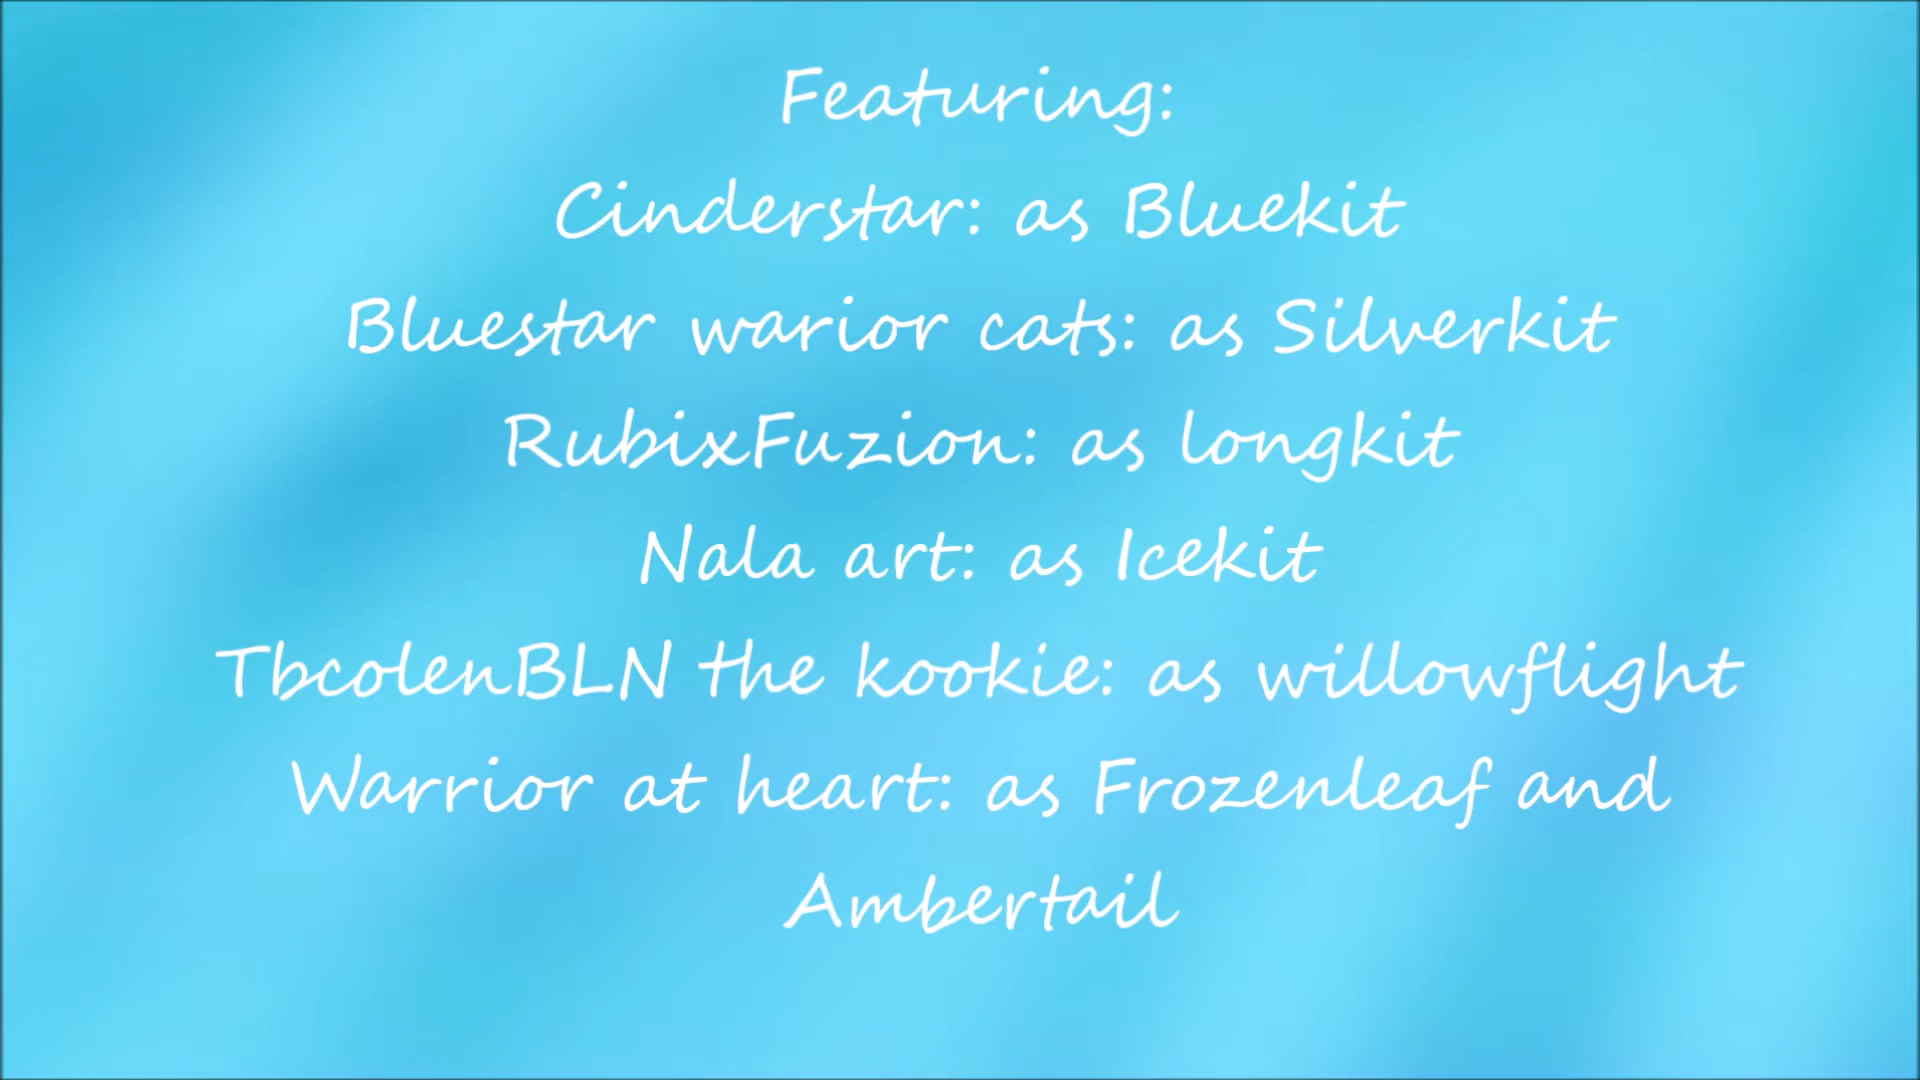 Featuring:
Cinderstar: as Bluekit
Bluestar warior cats: as Silverkit
RubixFuzion: as longkit
Nala art: as Icekit
TbcolenBLN the kookie: as willowflight
Warrior at heart: as Frozenleaf and
Ambertail